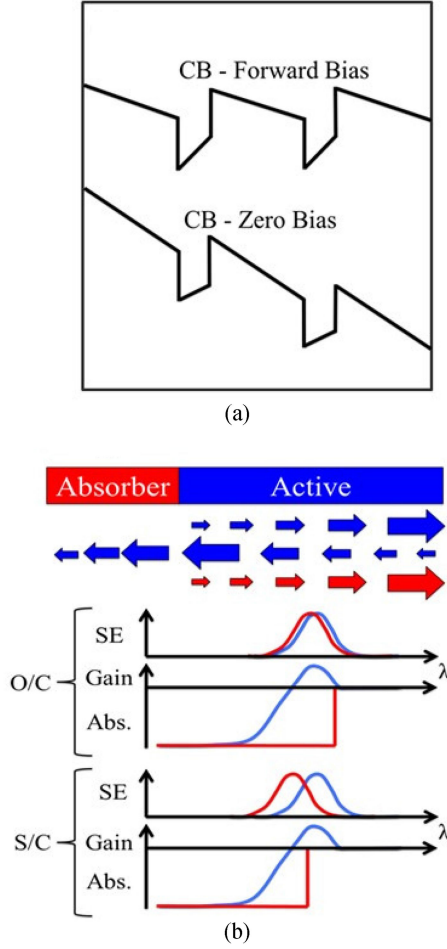 CB - Forward Bias
CB - Zero Bias
(a)
Absorber Active
SE
λ
O/C Gain
Abs.
SE
λ
S/C Gain
Abs.
(b)